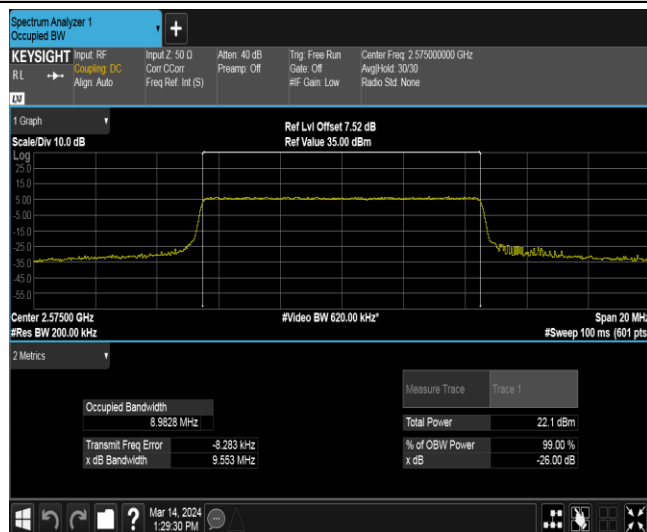 Spectrum Analyzer 1
Occupied BW
+
KEYSIGHT Input: RF Input Z: 50 Ω Atten: 40 dB Trig: Free Run Center Freq: 2.575000000 GHz
RL Coupling: DC Corr CCorr Preamp: Off Gate: Off Avg|Hold: 30/30
Align: Auto Freq Ref: Int (S) #IF Gain: Low Radio Std: None
LXI
1 Graph
Ref Lvl Offset 7.52 dB
Scale/Div 10.0 dB Ref Value 35.00 dBm
Log
25.0
15.0
5.00
-5.00
-15.0
-25.0
-35.0
-45.0
-55.0
Center 2.57500 GHz #Video BW 620.00 kHz* Span 20 MHz
#Res BW 200.00 kHz #Sweep 100 ms (601 pts
2 Metrics
Measure Trace Trace 1
Occupied Bandwidth
8.9828 MHz Total Power 22.1 dBm
Transmit Freq Error -8.283 kHz % of OBW Power 99.00 %
x dB Bandwidth 9.553 MHz x dB -26.00 dB
? Mar 14, 2024
1:29:30 PM